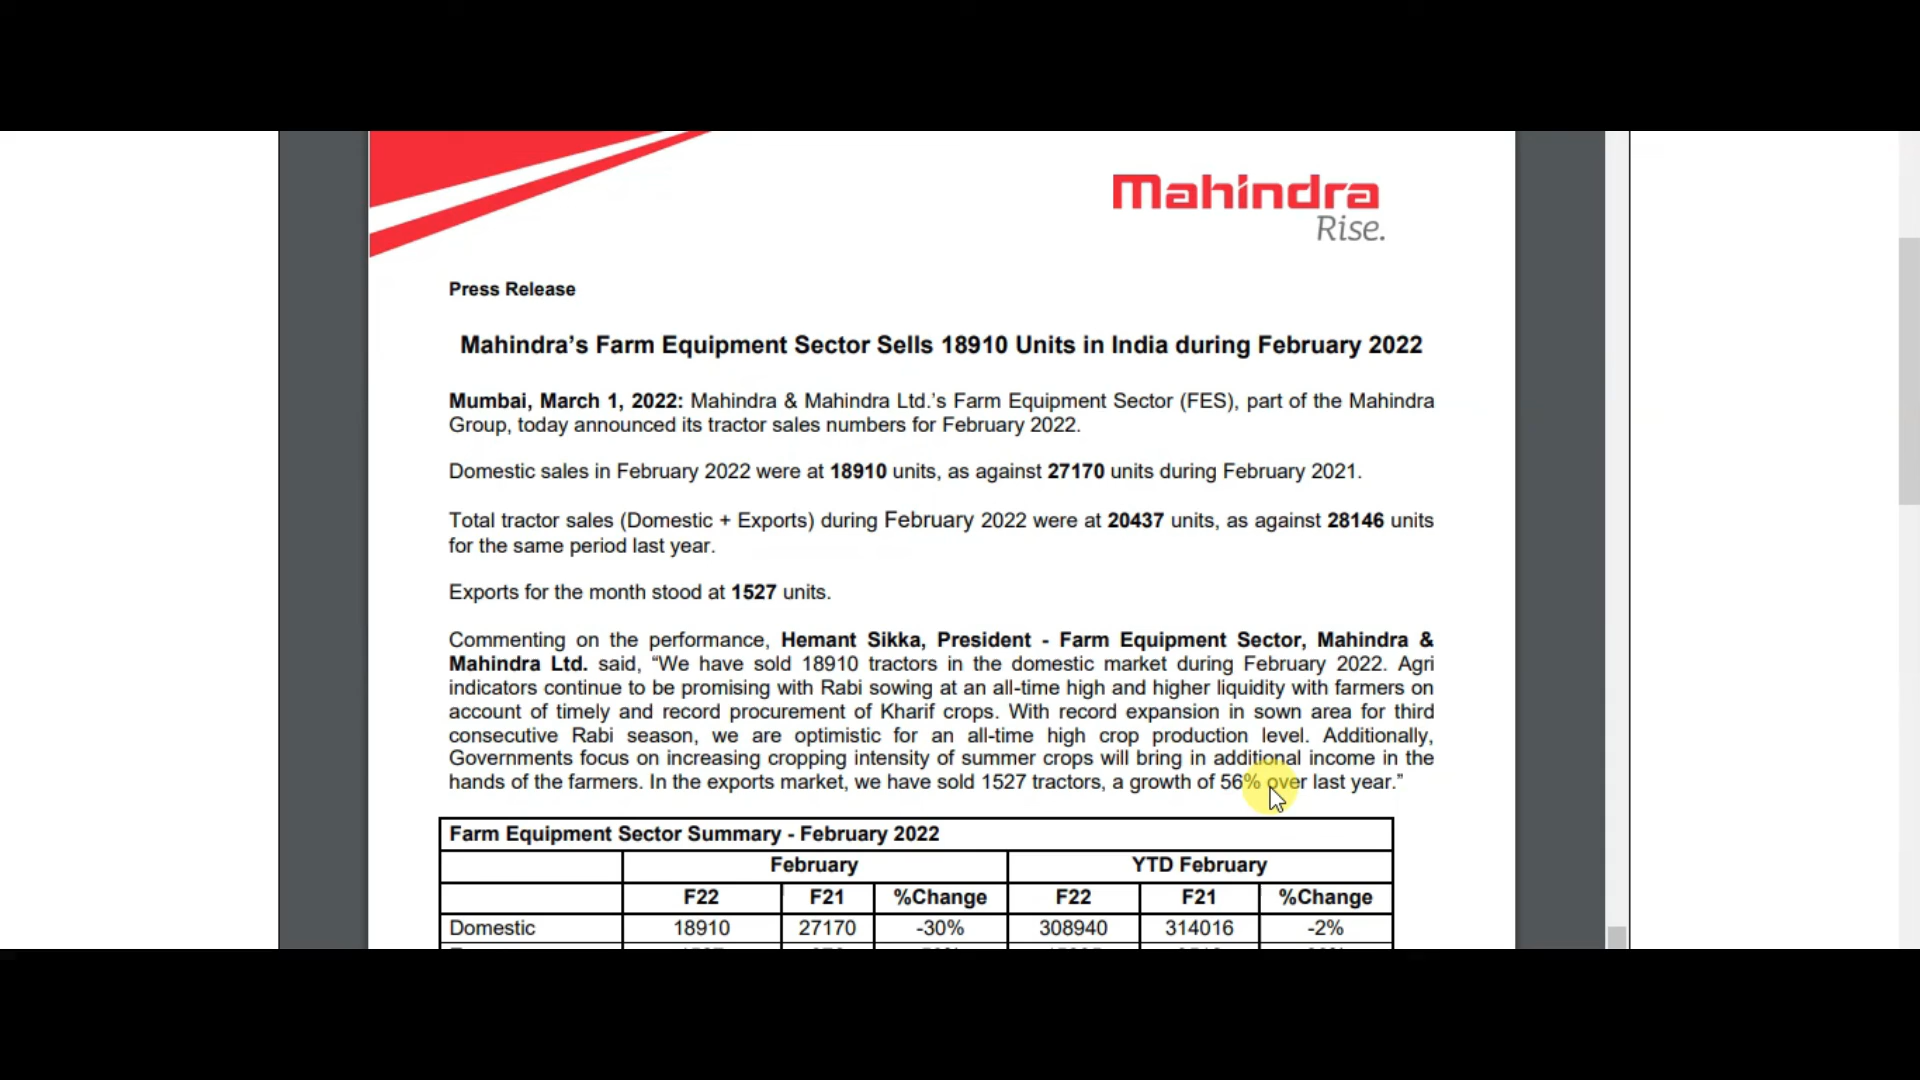 Mahindra
Rise.
Press Release
Mahindra’s Farm Equipment Sector Sells 18910 Units in India during February 2022
Mumbai, March 1, 2022: Mahindra & Mahindra Ltd.’s Farm Equipment Sector (FES), part of the Mahindra
Group, today announced its tractor sales numbers for February 2022.
Domestic sales in February 2022 were at 18910 units, as against 27170 units during February 2021.
Total tractor sales (Domestic + Exports) during February 2022 were at 20437 units, as against 28146 units
for the same period last year.
Exports for the month stood at 1527 units.
Commenting on the performance, Hemant Sikka, President - Farm Equipment Sector, Mahindra &
Mahindra Ltd. said, “We have sold 18910 tractors in the domestic market during February 2022. Agri
indicators continue to be promising with Rabi sowing at an all-time high and higher liquidity with farmers on
account of timely and record procurement of Kharif crops. With record expansion in sown area for third
consecutive Rabi season, we are optimistic for an all-time high crop production level. Additionally,
Governments focus on increasing cropping intensity of summer crops will bring in additional income in the
hands of the farmers. In the exports market, we have sold 1527 tractors, a growth of 56% over last year.”
Farm Equipment Sector Summary - February 2022
February YTD February
F22 F21 %Change F22 F21 %Change
Domestic 18910 27170 -30% 308940 314016 -2%